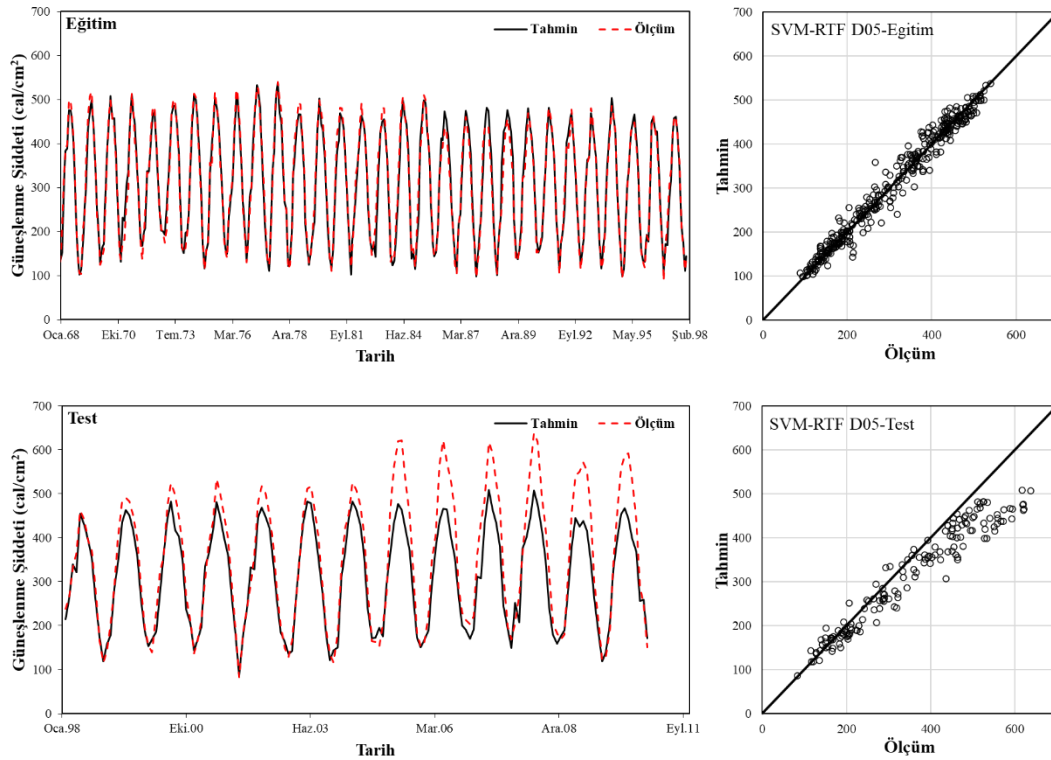 Eğitim
Tahmin
Ölçüm
Güneşlenme Şiddeti (cal/cm²)
700
600
500
400
300
200
100
0
Oca.68 Eki.70 Tem.73 Mar.76 Ara.78 Eyl.81 Haz.84 Mar.87 Ara.89 Eyl.92 May.95 Şub.98
Tarih
SVM-RTF D05-Egitim
Tahmin
700
600
500
400
300
200
100
0
0 200 400 600
Ölçüm
Test
Tahmin
Ölçüm
Güneşlenme Şiddeti (cal/cm²)
700
600
500
400
300
200
100
0
Oca.98 Eki.00 Haz.03 Mar.06 Ara.08 Eyl.11
Tarih
SVM-RTF D05-Test
Tahmin
700
600
500
400
300
200
100
0
0 200 400 600
Ölçüm